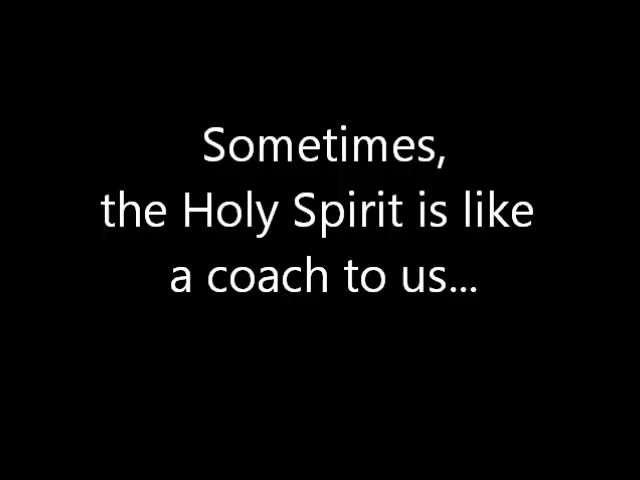 Sometimes,
the Holy Spirit is like
a coach to us...